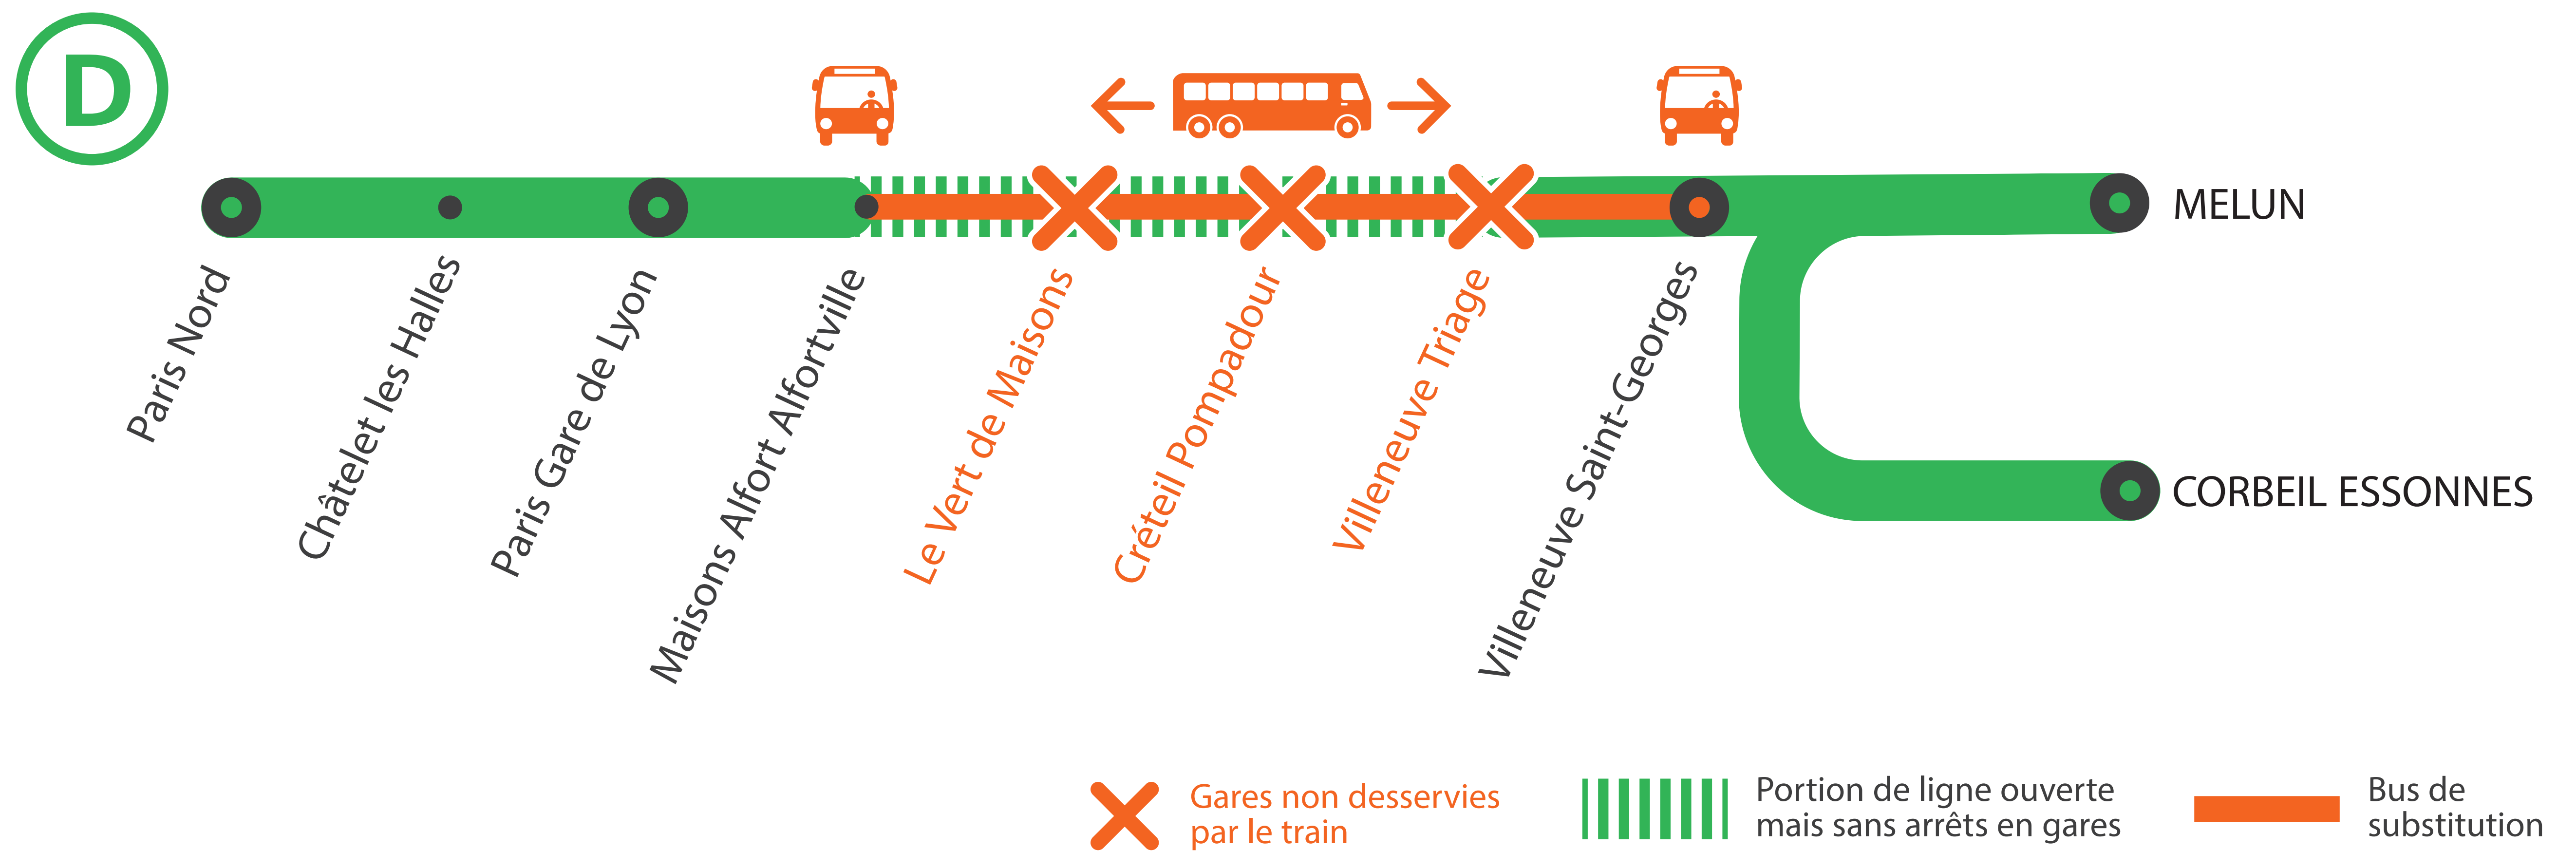 D
Paris Nord
Châtelet les Halles
Paris Gare de Lyon
Maisons Alfort Alfortville
Le Vert de Maisons
Créteil Pompadour
Villeneuve Triage
Villeneuve Saint-Georges
MELUN
CORBEIL ESSONNES
Gares non desservies
par le train
Portion de ligne ouverte
mais sans arrêts en gares
Bus de
substitution